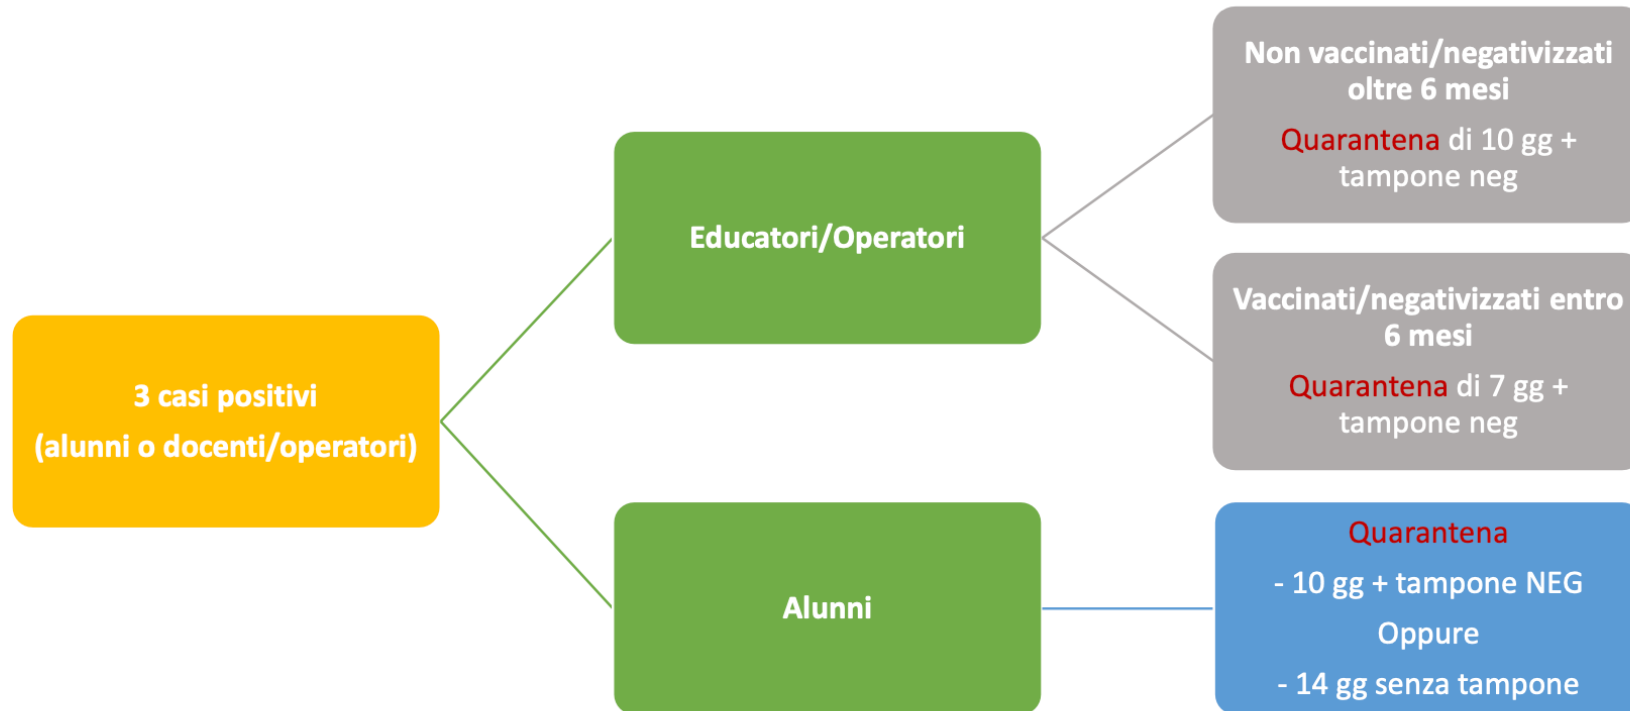 3 casi positivi
(alunni o docenti/operatori)
Educatori/Operatori
Non vaccinati/negativizzati
oltre 6 mesi
Quarantena di 10 gg +
tampone neg
Vaccinati/negativizzati entro
6 mesi
Quarantena di 7 gg +
tampone neg
Alunni
Quarantena
- 10 gg + tampone NEG
Oppure
- 14 gg senza tampone